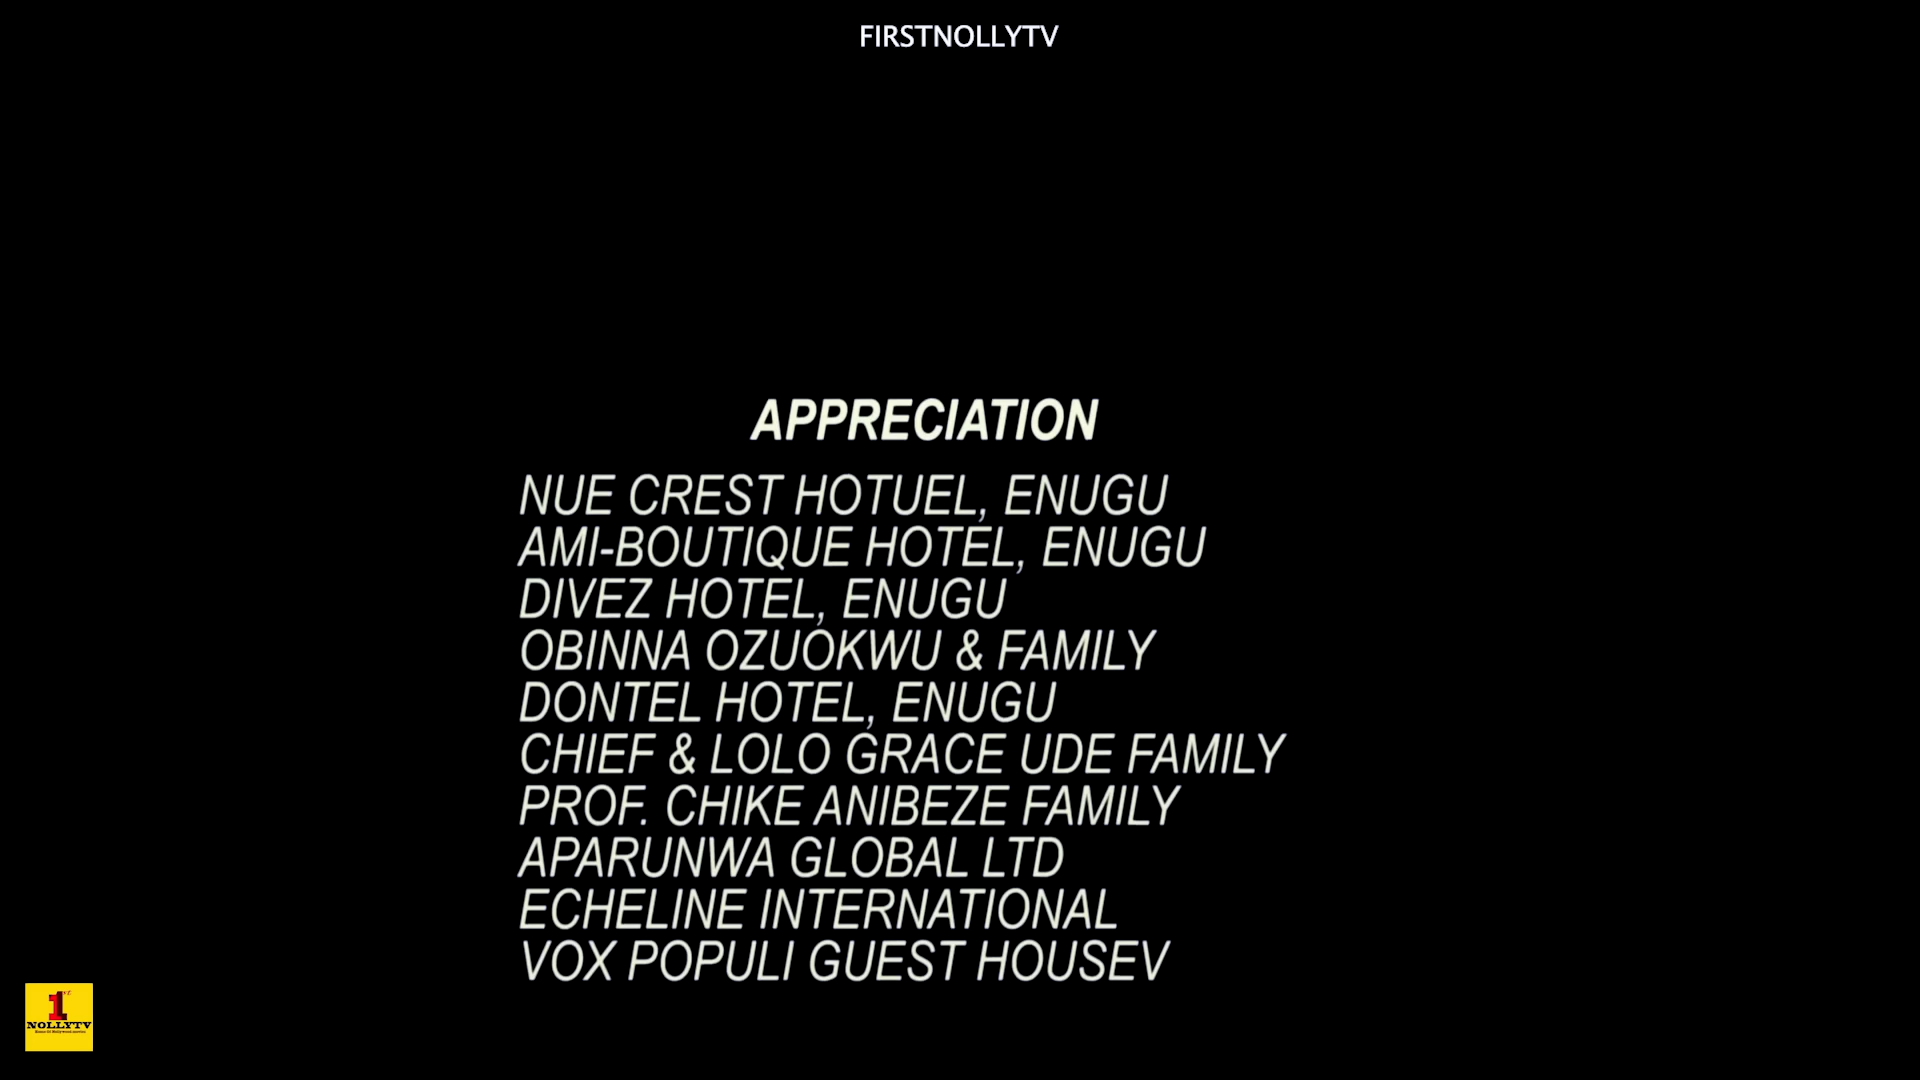 FIRSTNOLLYTV
APPRECIATION
NUE CREST HOTUEL, ENUGU
AMI-BOUTIQUE HOTEL, ENUGU
DIVEZ HOTEL, ENUGU
OBINNA OZUOKWU & FAMILY
DONTEL HOTEL, ENUGU
CHIEF & LOLO GRACE UDE FAMILY
PROF. CHIKE ANIBEZE FAMILY
APARUNWA GLOBAL LTD
ECHELINE INTERNATIONAL
VOX POPULI GUEST HOUSEV
1ST
NOLLYTV